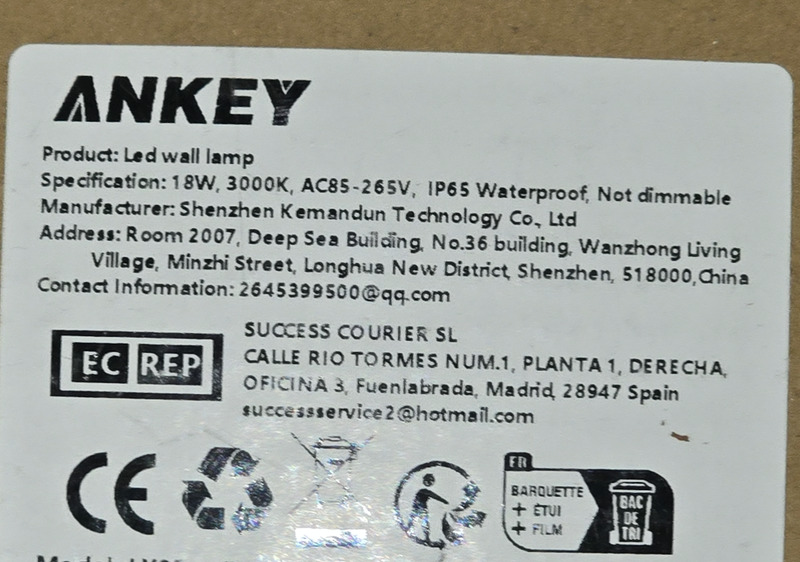 ANKEY
Product: Led wall lamp
Specification: 18W, 3000K, AC85-265V, IP65 Waterproof, Not dimmable
Manufacturer: Shenzhen Kemandun Technology Co., Ltd
Address: Room 2007, Deep Sea Building, No.36 building, Wanzhong Living
Village, Minzhi Street, Longhua New District, Shenzhen, 518000,China
Contact Information: 2645399500@qq.com
EC REP
SUCCESS COURIER SL
CALLE RIO TORMES NUM.1, PLANTA 1, DERECHA,
OFICINA 3, Fuenlabrada, Madrid, 28947 Spain
successservice2@hotmail.com
CE
FR
BARQUETTE
+ ÉTUI
+ FILM
BAC
DE
TRI